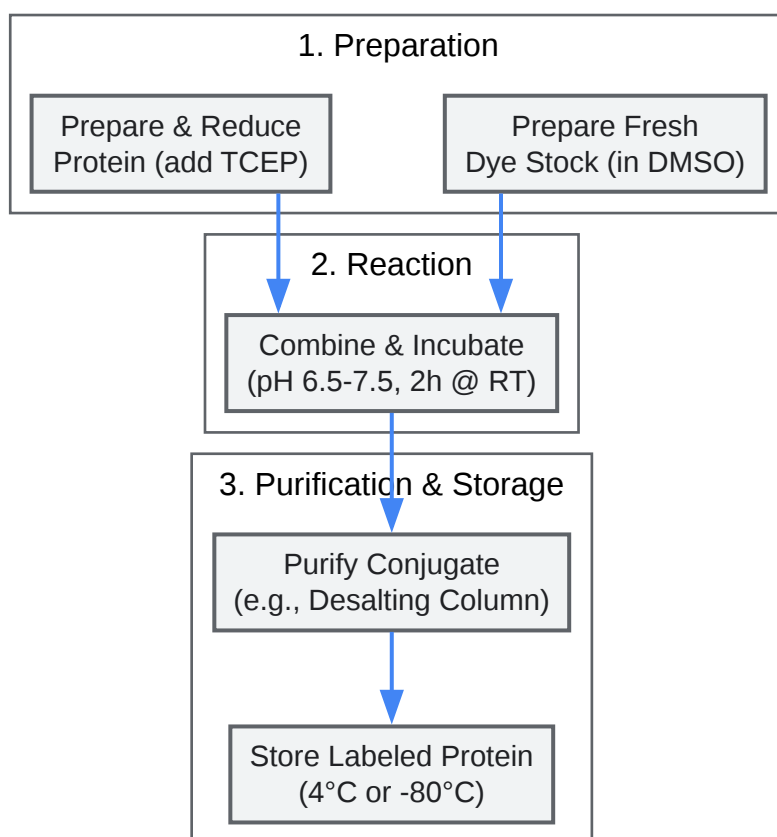 1. Preparation
Prepare & Reduce
Protein (add TCEP)
Prepare Fresh
Dye Stock (in DMSO)
2. Reaction
Combine & Incubate
(pH 6.5-7.5, 2h @ RT)
3. Purification & Storage
Purify Conjugate
(e.g., Desalting Column)
Store Labeled Protein
(4°C or -80°C)